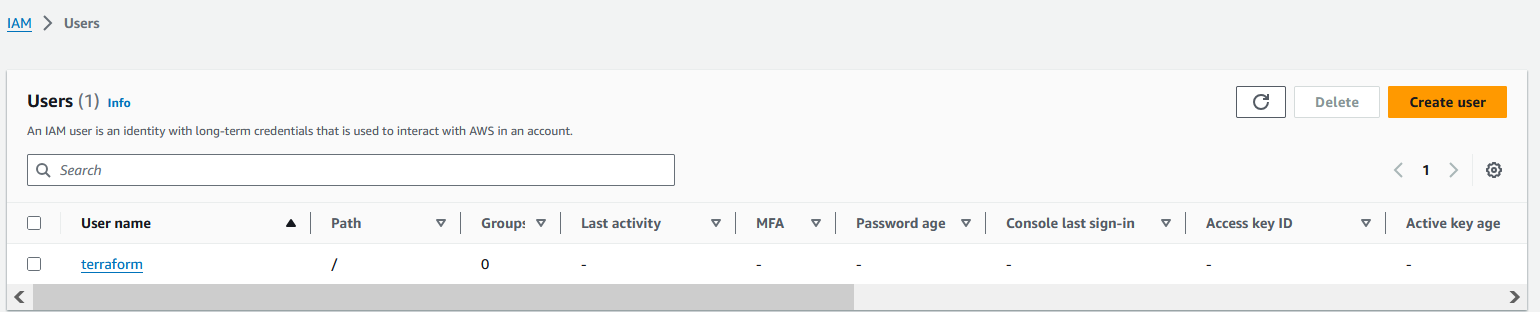 IAM > Users
Users (1) Info
Delete
Create user
An IAM user is an identity with long-term credentials that is used to interact with AWS in an account.
Search
1
User name Path Groups Last activity MFA Password age Console last sign-in Access key ID Active key age
terraform / 0 - - - - - -